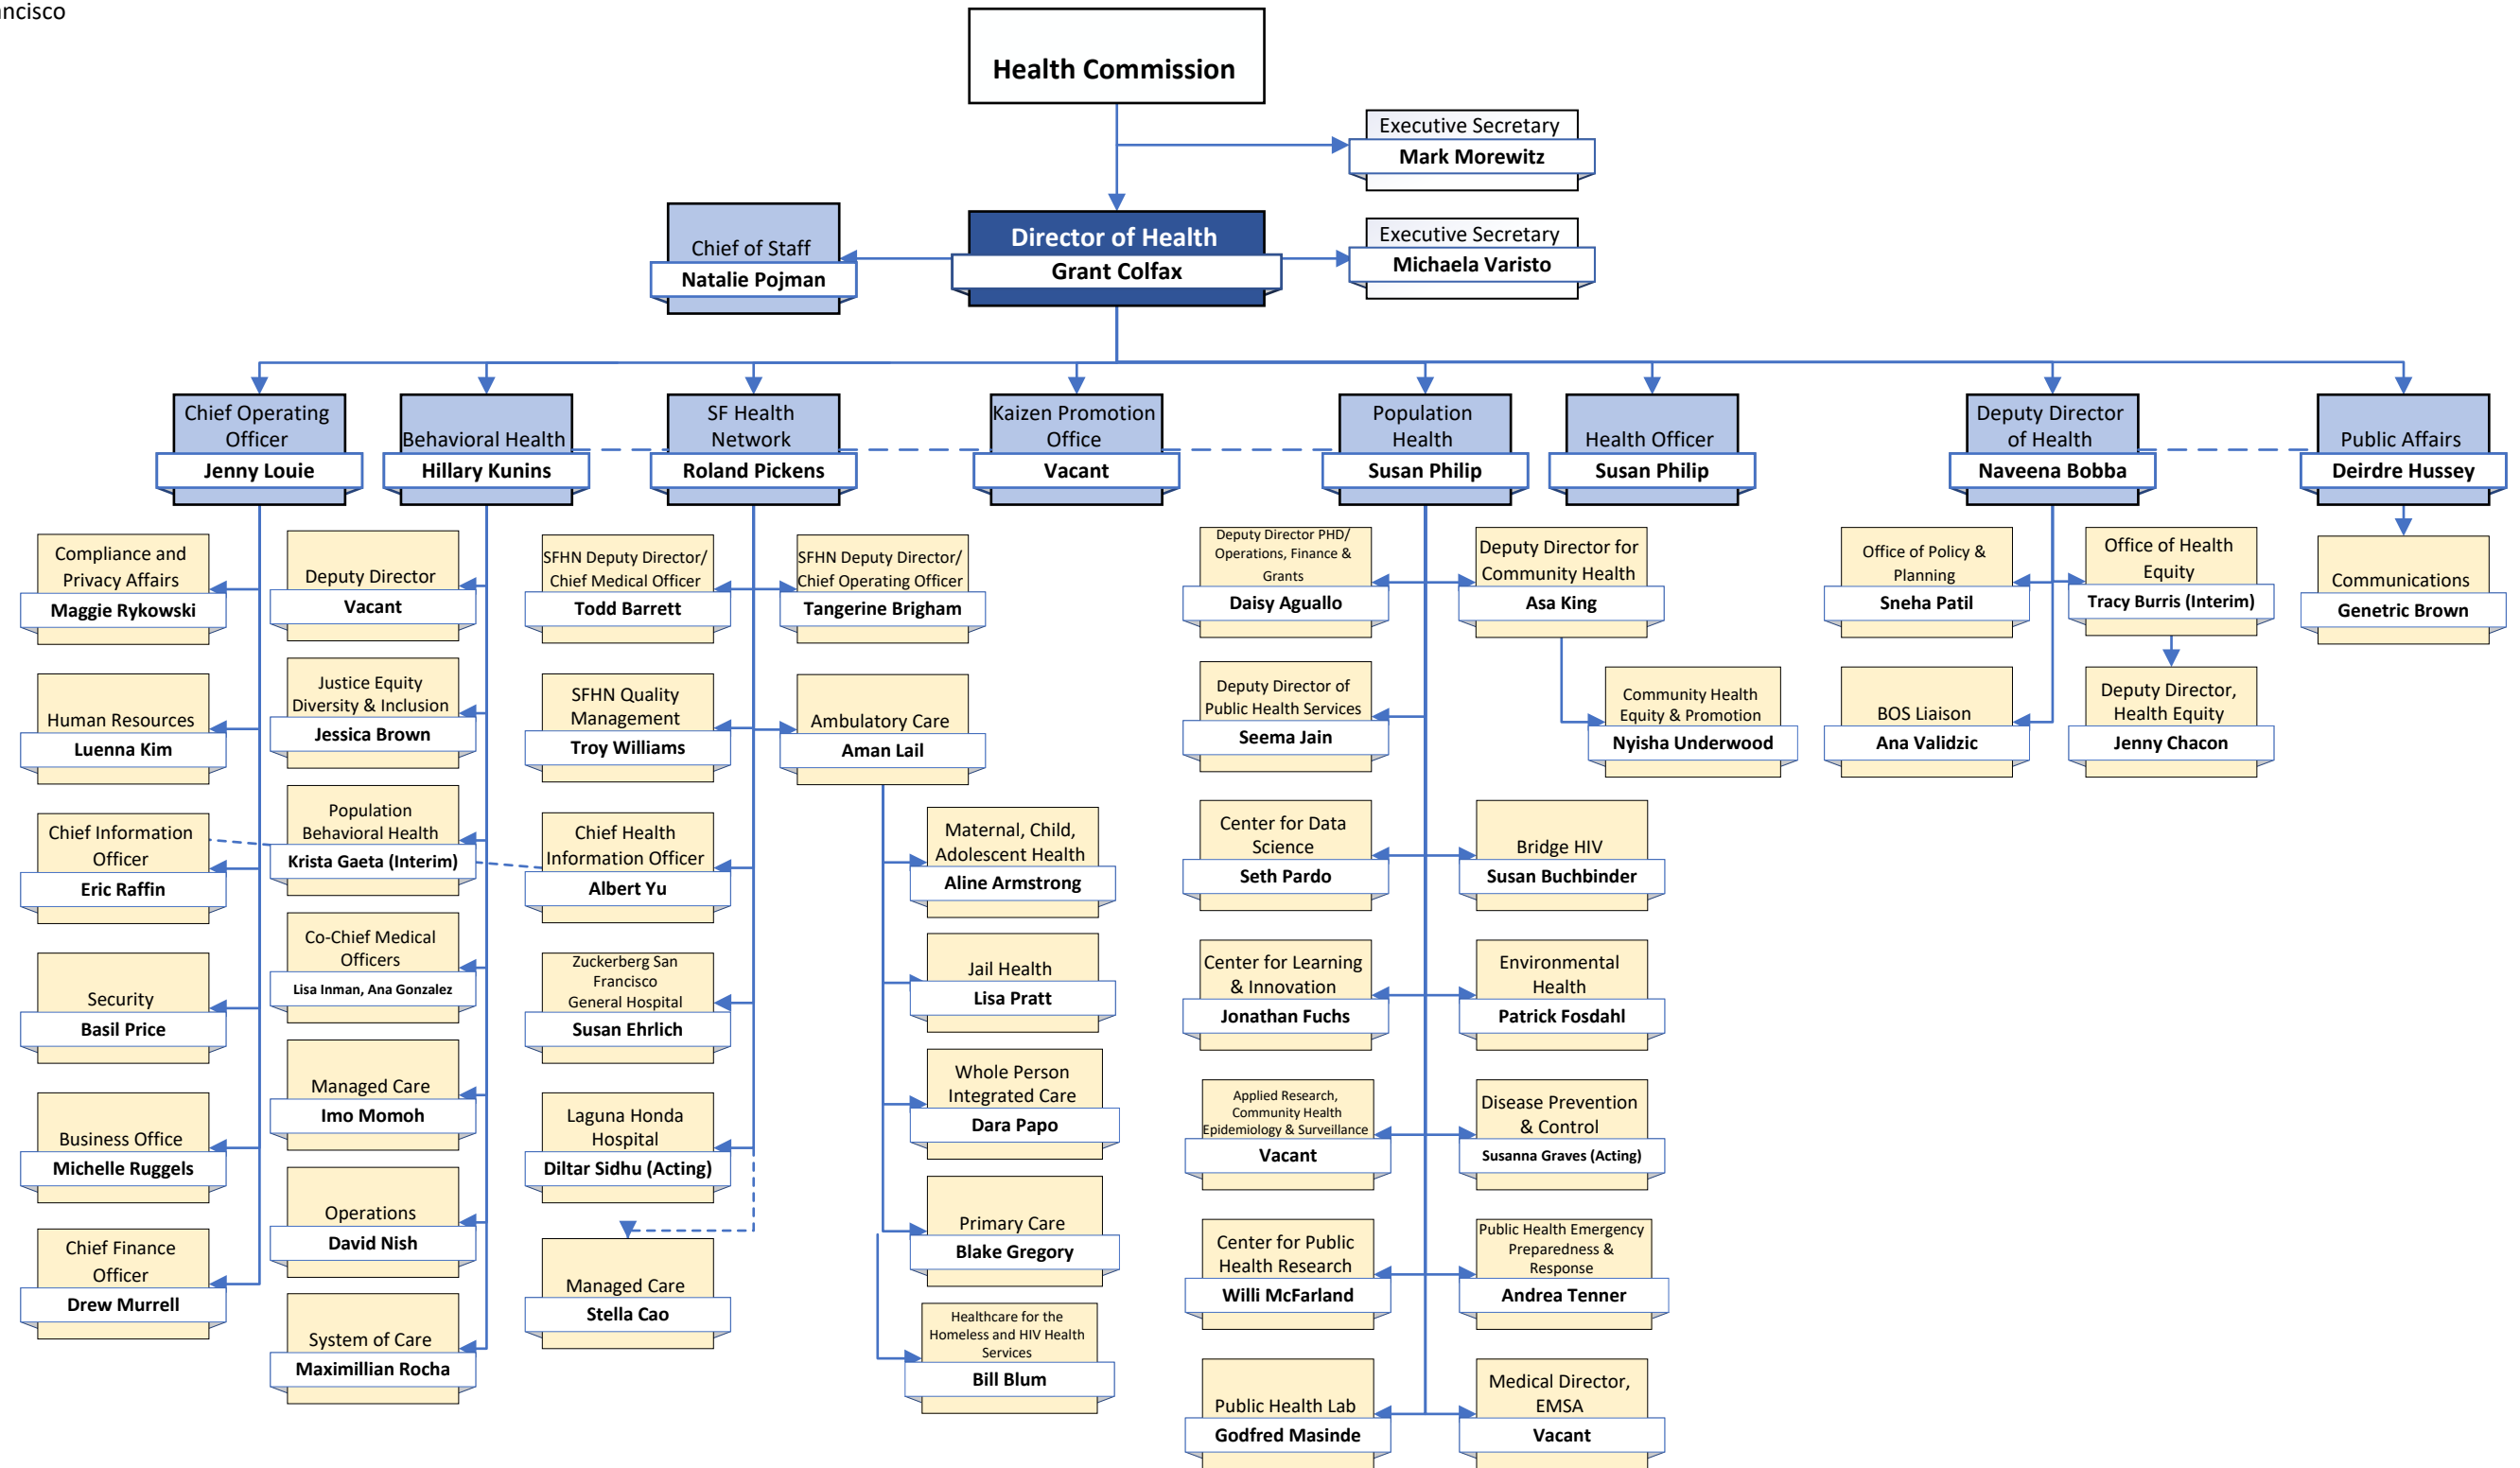 ncisco
Health Commission
Executive Secretary
Mark Morewitz
Chief of Staff
Natalie Pojman
Director of Health
Grant Colfax
Executive Secretary
Michaela Varisto
Chief Operating
Officer
Jenny Louie
Behavioral Health
Hillary Kunins
SF Health
Network
Roland Pickens
Kaizen Promotion
Office
Vacant
Population
Health
Susan Philip
Health Officer
Susan Philip
Deputy Director
of Health
Naveena Bobba
Public Affairs
Deirdre Hussey
Compliance and
Privacy Affairs
Maggie Rykowski
Human Resources
Luenna Kim
Chief Information
Officer
Eric Raffin
Security
Basil Price
Business Office
Michelle Ruggels
Chief Finance
Officer
Drew Murrell
Deputy Director
Vacant
Justice Equity
Diversity & Inclusion
Jessica Brown
Population
Behavioral Health
Krista Gaeta (Interim)
Co-Chief Medical
Officers
Lisa Inman, Ana Gonzalez
Managed Care
Imo Momoh
Operations
David Nish
System of Care
Maximillian Rocha
SFHN Deputy Director/
Chief Medical Officer
Todd Barrett
SFHN Quality
Management
Troy Williams
Chief Health
Information Officer
Albert Yu
Zuckerberg San
Francisco
General Hospital
Susan Ehrlich
Laguna Honda
Hospital
Diltar Sidhu (Acting)
Managed Care
Stella Cao
SFHN Deputy Director/
Chief Operating Officer
Tangerine Brigham
Ambulatory Care
Aman Lail
Maternal, Child,
Adolescent Health
Aline Armstrong
Jail Health
Lisa Pratt
Whole Person
Integrated Care
Dara Papo
Primary Care
Blake Gregory
Healthcare for the
Homeless and HIV Health
Services
Bill Blum
Deputy Director PHD/
Operations, Finance &
Grants
Daisy Aguallo
Deputy Director of
Public Health Services
Seema Jain
Center for Data
Science
Seth Pardo
Center for Learning
& Innovation
Jonathan Fuchs
Applied Research,
Community Health
Epidemiology & Surveillance
Vacant
Center for Public
Health Research
Willi McFarland
Public Health Lab
Godfred Masinde
Deputy Director for
Community Health
Asa King
Community Health
Equity & Promotion
Nyisha Underwood
Bridge HIV
Susan Buchbinder
Environmental
Health
Patrick Fosdahl
Disease Prevention
& Control
Susanna Graves (Acting)
Public Health Emergency
Preparedness &
Response
Andrea Tenner
Medical Director,
EMSA
Vacant
Office of Policy &
Planning
Sneha Patil
BOS Liaison
Ana Validzic
Office of Health
Equity
Tracy Burris (Interim)
Deputy Director,
Health Equity
Jenny Chacon
Communications
Genetric Brown